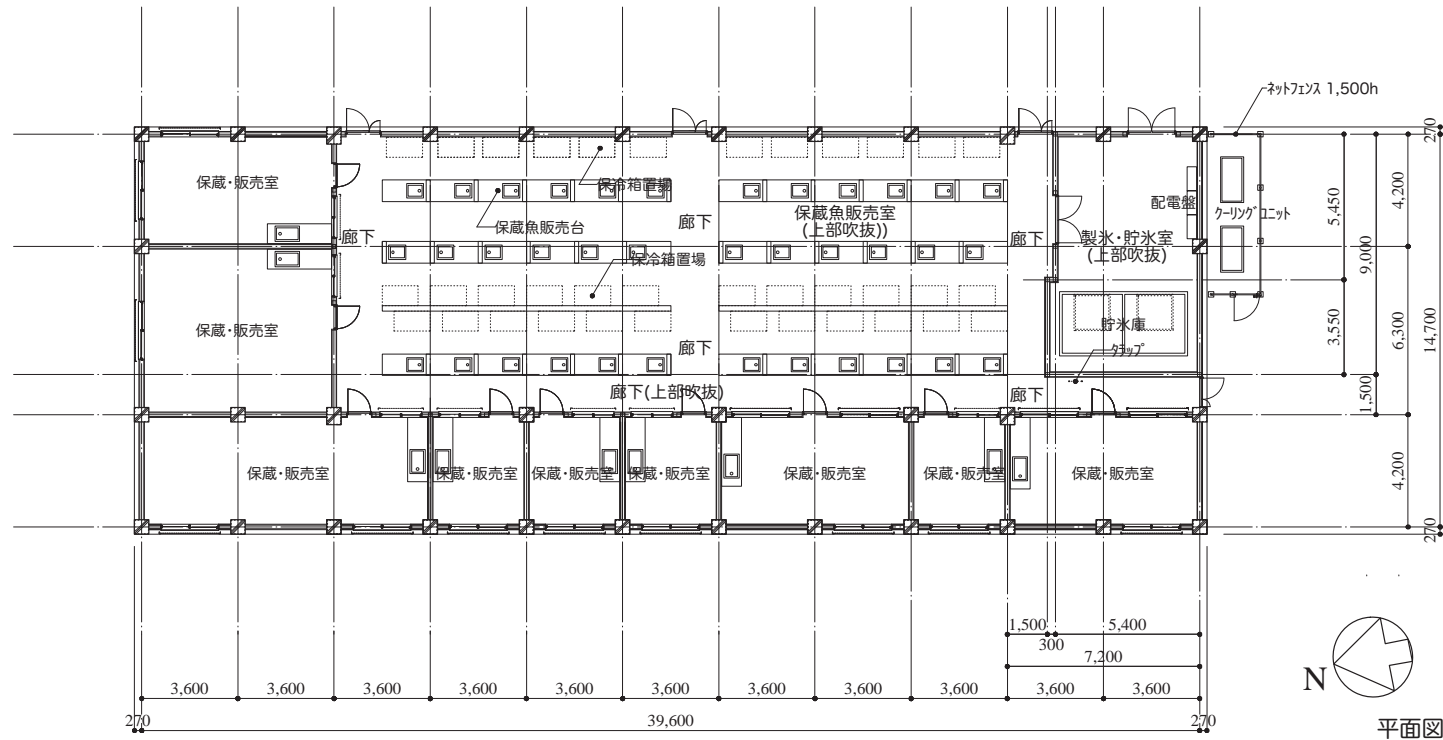 ネットフェンス 1,500h
保蔵・販売室
保冷箱置場
保蔵魚販売台
廊下
廊下
保蔵魚販売室
(上部吹抜))
廊下
配電盤
クーリングユニット
製氷・貯氷室
(上部吹抜)
保冷箱置場
保蔵・販売室
貯氷庫
タラップ
廊下
廊下(上部吹抜)
廊下
保蔵・販売室
保蔵・販売室
保蔵・販売室
保蔵・販売室
保蔵・販売室
保蔵・販売室
保蔵・販売室
270
4,200
5,450
9,000
3,550
6,300
14,700
1,500
4,200
270
1,500
5,400
300
7,200
3,600
3,600
3,600
3,600
3,600
3,600
3,600
3,600
3,600
3,600
3,600
270
39,600
270
N
平面図